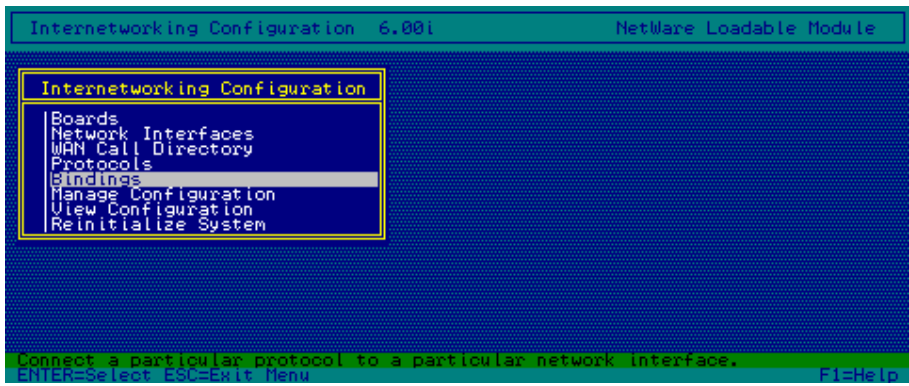 Internetworking Configuration 6.00i NetWare Loadable Module
Internetworking Configuration
Boards
Network Interfaces
WAN Call Directory
Protocols
Bindings
Manage Configuration
View Configuration
Reinitialize System
Connect a particular protocol to a particular network interface.
ENTER=Select ESC=Exit Menu F1=Help